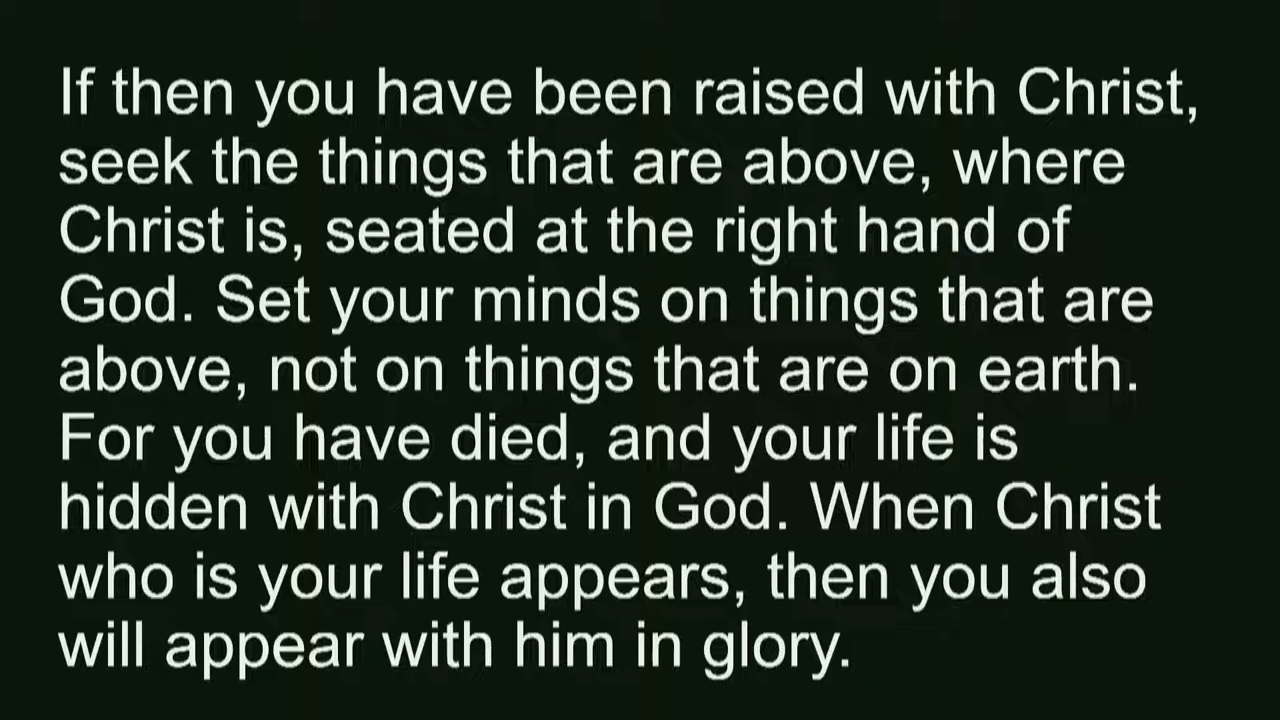 If then you have been raised with Christ,
seek the things that are above, where
Christ is, seated at the right hand of
God. Set your minds on things that are
above, not on things that are on earth.
For you have died, and your life is
hidden with Christ in God. When Christ
who is your life appears, then you also
will appear with him in glory.